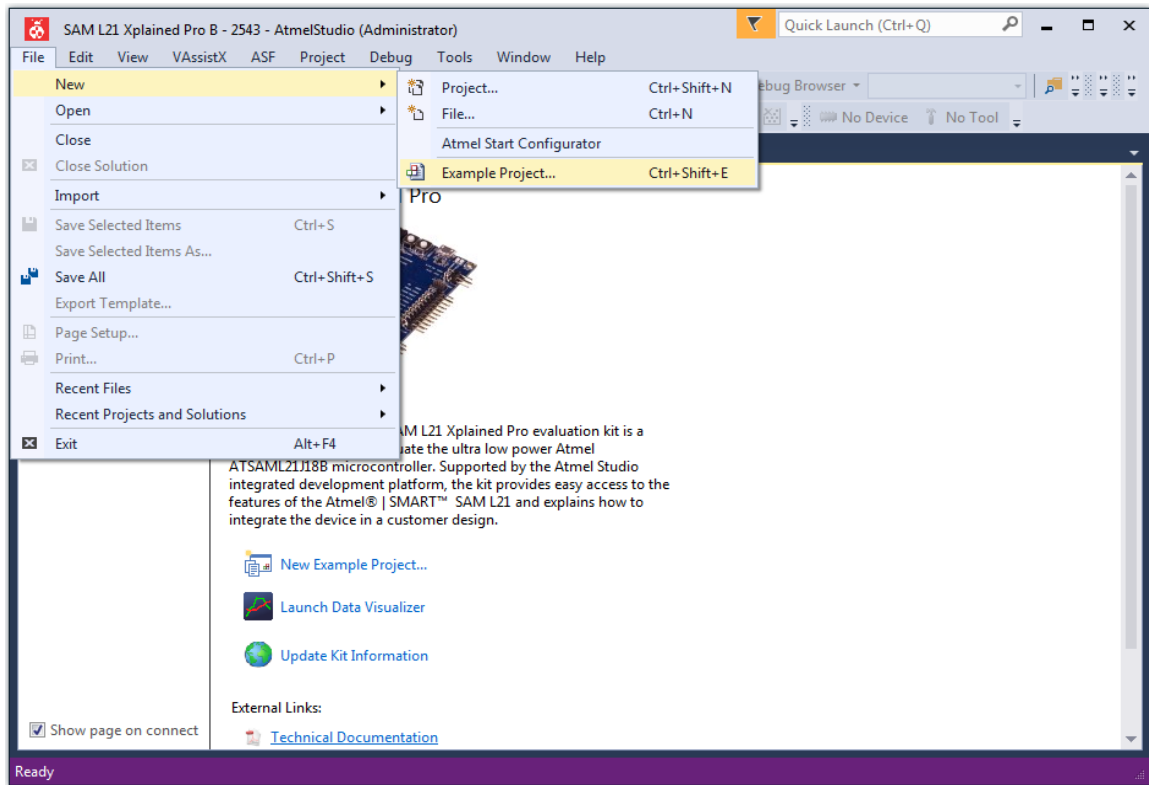 SAM L21 Xplained Pro B - 2543 - AtmelStudio (Administrator)
Quick Launch (Ctrl+Q)
File Edit View VAssistX ASF Project Debug Tools Window Help
New
Open
Close
Close Solution
Import
Save Selected Items Ctrl+S
Save Selected Items As...
Save All Ctrl+Shift+S
Export Template...
Page Setup...
Print... Ctrl+P
Recent Files
Recent Projects and Solutions
Exit Alt+F4
Project... Ctrl+Shift+N
File... Ctrl+N
Atmel Start Configurator
Example Project... Ctrl+Shift+E
Browser
No Device No Tool
Pro
L21 Xplained Pro evaluation kit is a
the ultra low power Atmel
ATSAML21J18B microcontroller. Supported by the Atmel Studio
integrated development platform, the kit provides easy access to the
features of the Atmel® | SMART™ SAM L21 and explains how to
integrate the device in a customer design.
New Example Project...
Launch Data Visualizer
Update Kit Information
External Links:
Show page on connect
Technical Documentation
Ready